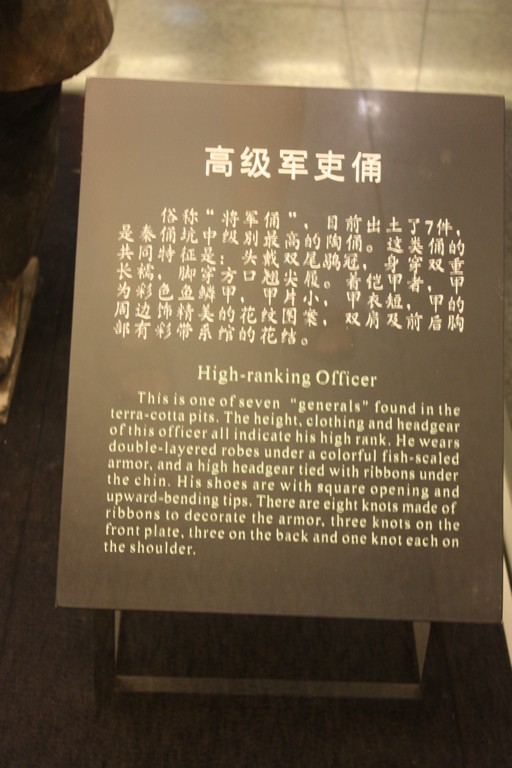 高级军吏俑
俗称“将军俑”，目前出土了7件，
是秦俑坑中级别最高的陶俑。这类俑的
共同特征是：头戴双尾鹖冠，身穿双重
长襦，脚穿方口翘尖履。着铠甲者，甲
为彩色鱼鳞甲，甲片小，甲衣短，甲的
周边饰精美的花纹图案，双肩及前后胸
部有彩带系绾的花结。
High-ranking Officer
This is one of seven "generals" found in the
terra-cotta pits. The height, clothing and headgear
of this officer all indicate his high rank. He wears
double-layered robes under a colorful fish-scaled
armor, and a high headgear tied with ribbons under
the chin. His shoes are with square opening and
upward-bending tips. There are eight knots made of
ribbons to decorate the armor, three knots on the
front plate, three on the back and one knot each on
the shoulder.